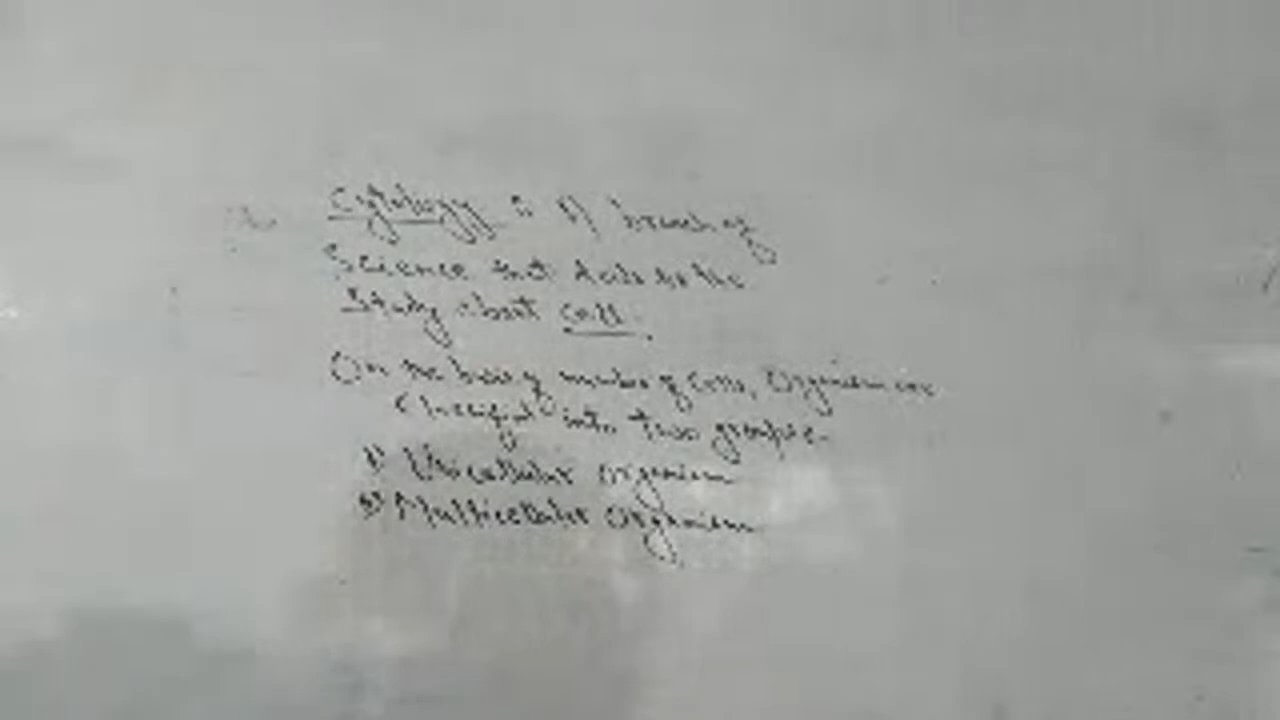 Cytology :- A branch of
Science that deals to the
Study about Cell.
On the basis of number of Cells, Organism are
Classified into two groups:-
i) Unicellular Organism
ii) Multicellular Organism